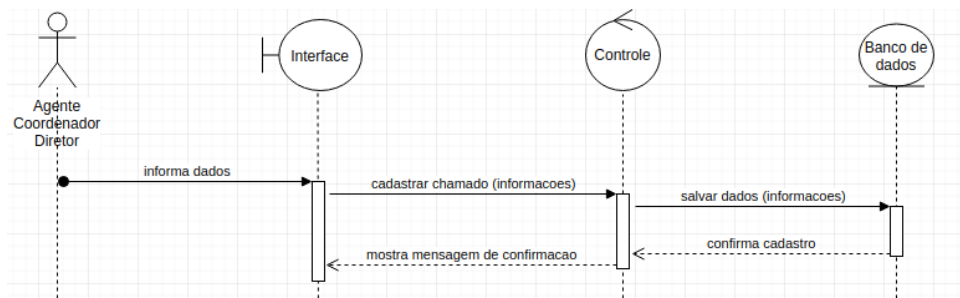 Interface
Controle
Banco de
dados
Agente
Coordenador
Diretor
informa dados
cadastrar chamado (informacoes)
salvar dados (informacoes)
confirma cadastro
mostra mensagem de confirmacao